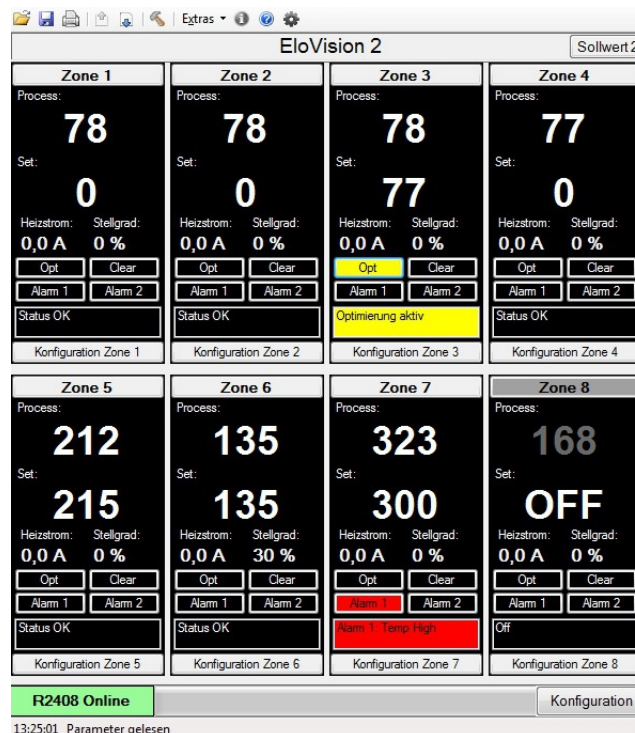 Extras
EloVision 2
Sollwert 2
Zone 1 Zone 2 Zone 3 Zone 4
Process: Process: Process: Process:
78 78 78 77
Set: Set: Set: Set:
0 0 77 0
Heizstrom: Stellgrad: Heizstrom: Stellgrad: Heizstrom: Stellgrad: Heizstrom: Stellgrad:
0,0 A 0 % 0,0 A 0 % 0,0 A 0 % 0,0 A 0 %
Opt Clear Opt Clear Opt Clear Opt Clear
Alarm 1 Alarm 2 Alarm 1 Alarm 2 Alarm 1 Alarm 2 Alarm 1 Alarm 2
Status OK Status OK Optimierung aktiv Status OK
Konfiguration Zone 1 Konfiguration Zone 2 Konfiguration Zone 3 Konfiguration Zone 4
Zone 5 Zone 6 Zone 7 Zone 8
Process: Process: Process: Process:
212 135 323 168
Set: Set: Set: Set:
215 135 300 OFF
Heizstrom: Stellgrad: Heizstrom: Stellgrad: Heizstrom: Stellgrad: Heizstrom: Stellgrad:
0,0 A 0 % 0,0 A 30 % 0,0 A 0 % 0,0 A 0 %
Opt Clear Opt Clear Opt Clear Opt Clear
Alarm 1 Alarm 2 Alarm 1 Alarm 2 Alarm 1 Alarm 2 Alarm 1 Alarm 2
Status OK Status OK Alarm 1: Temp High Off
Konfiguration Zone 5 Konfiguration Zone 6 Konfiguration Zone 7 Konfiguration Zone 8
R2408 Online Konfiguration
13:25:01 Parameter gelesen